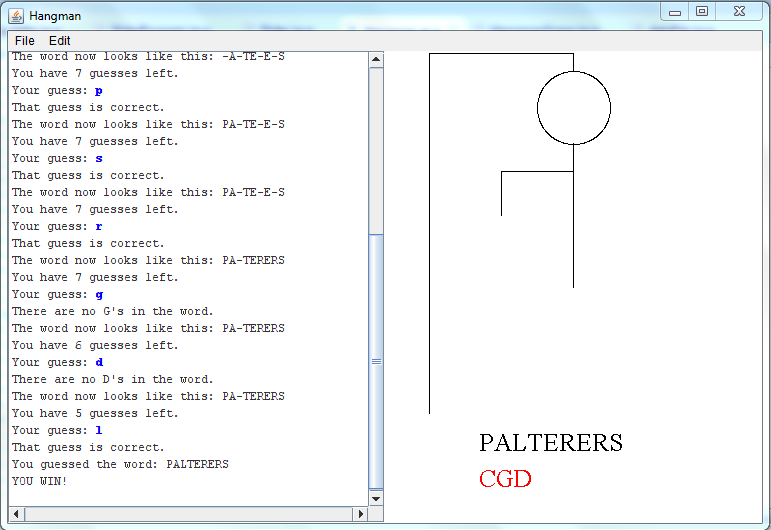 Hangman
File Edit
The word now looks like this: -A-TE-E-S
You have 7 guesses left.
Your guess: p
That guess is correct.
The word now looks like this: PA-TE-E-S
You have 7 guesses left.
Your guess: s
That guess is correct.
The word now looks like this: PA-TE-E-S
You have 7 guesses left.
Your guess: r
That guess is correct.
The word now looks like this: PA-TERERS
You have 7 guesses left.
Your guess: g
There are no G's in the word.
The word now looks like this: PA-TERERS
You have 6 guesses left.
Your guess: d
There are no D's in the word.
The word now looks like this: PA-TERERS
You have 5 guesses left.
Your guess: l
That guess is correct.
You guessed the word: PALTERERS
YOU WIN!
PALTERERS
CGD